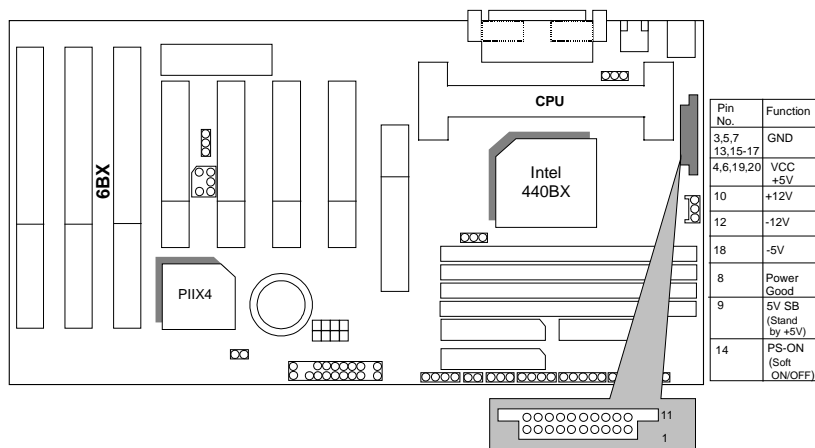 6BX
CPU
Intel
440BX
PIIX4
Pin
No.
Function
3,5,7
13,15-17
GND
4,6,19,20
VCC
+5V
10
+12V
12
-12V
18
-5V
8
Power
Good
9
5V SB
(Stand
by +5V)
14
PS-ON
(Soft
ON/OFF)
11
1